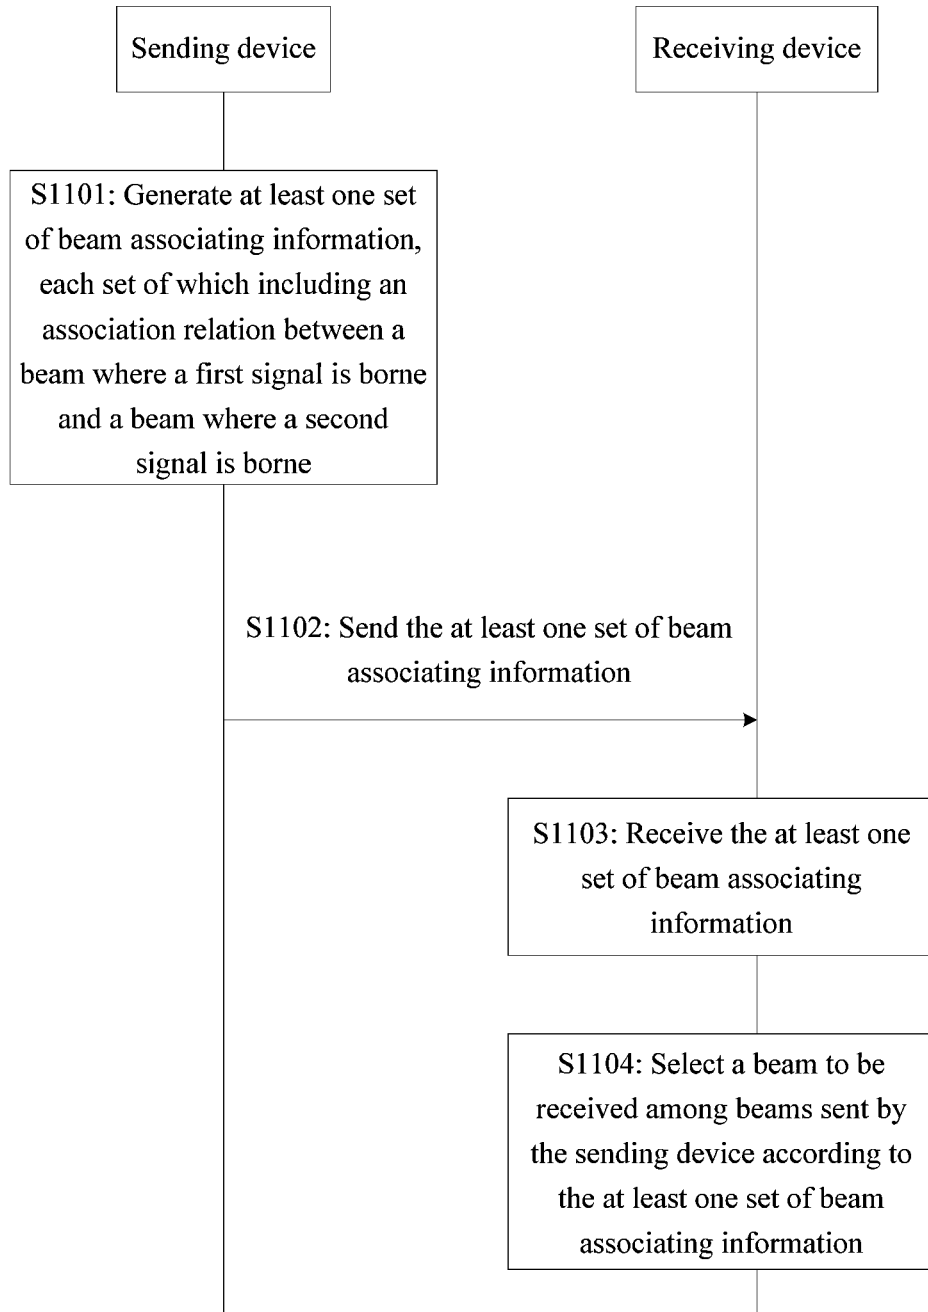 Sending device
Receiving device
S1101: Generate at least one set
of beam associating information,
each set of which including an
association relation between a
beam where a first signal is borne
and a beam where a second
signal is borne
S1102: Send the at least one set of beam
associating information
S1103: Receive the at least one
set of beam associating
information
S1104: Select a beam to be
received among beams sent by
the sending device according to
the at least one set of beam
associating information